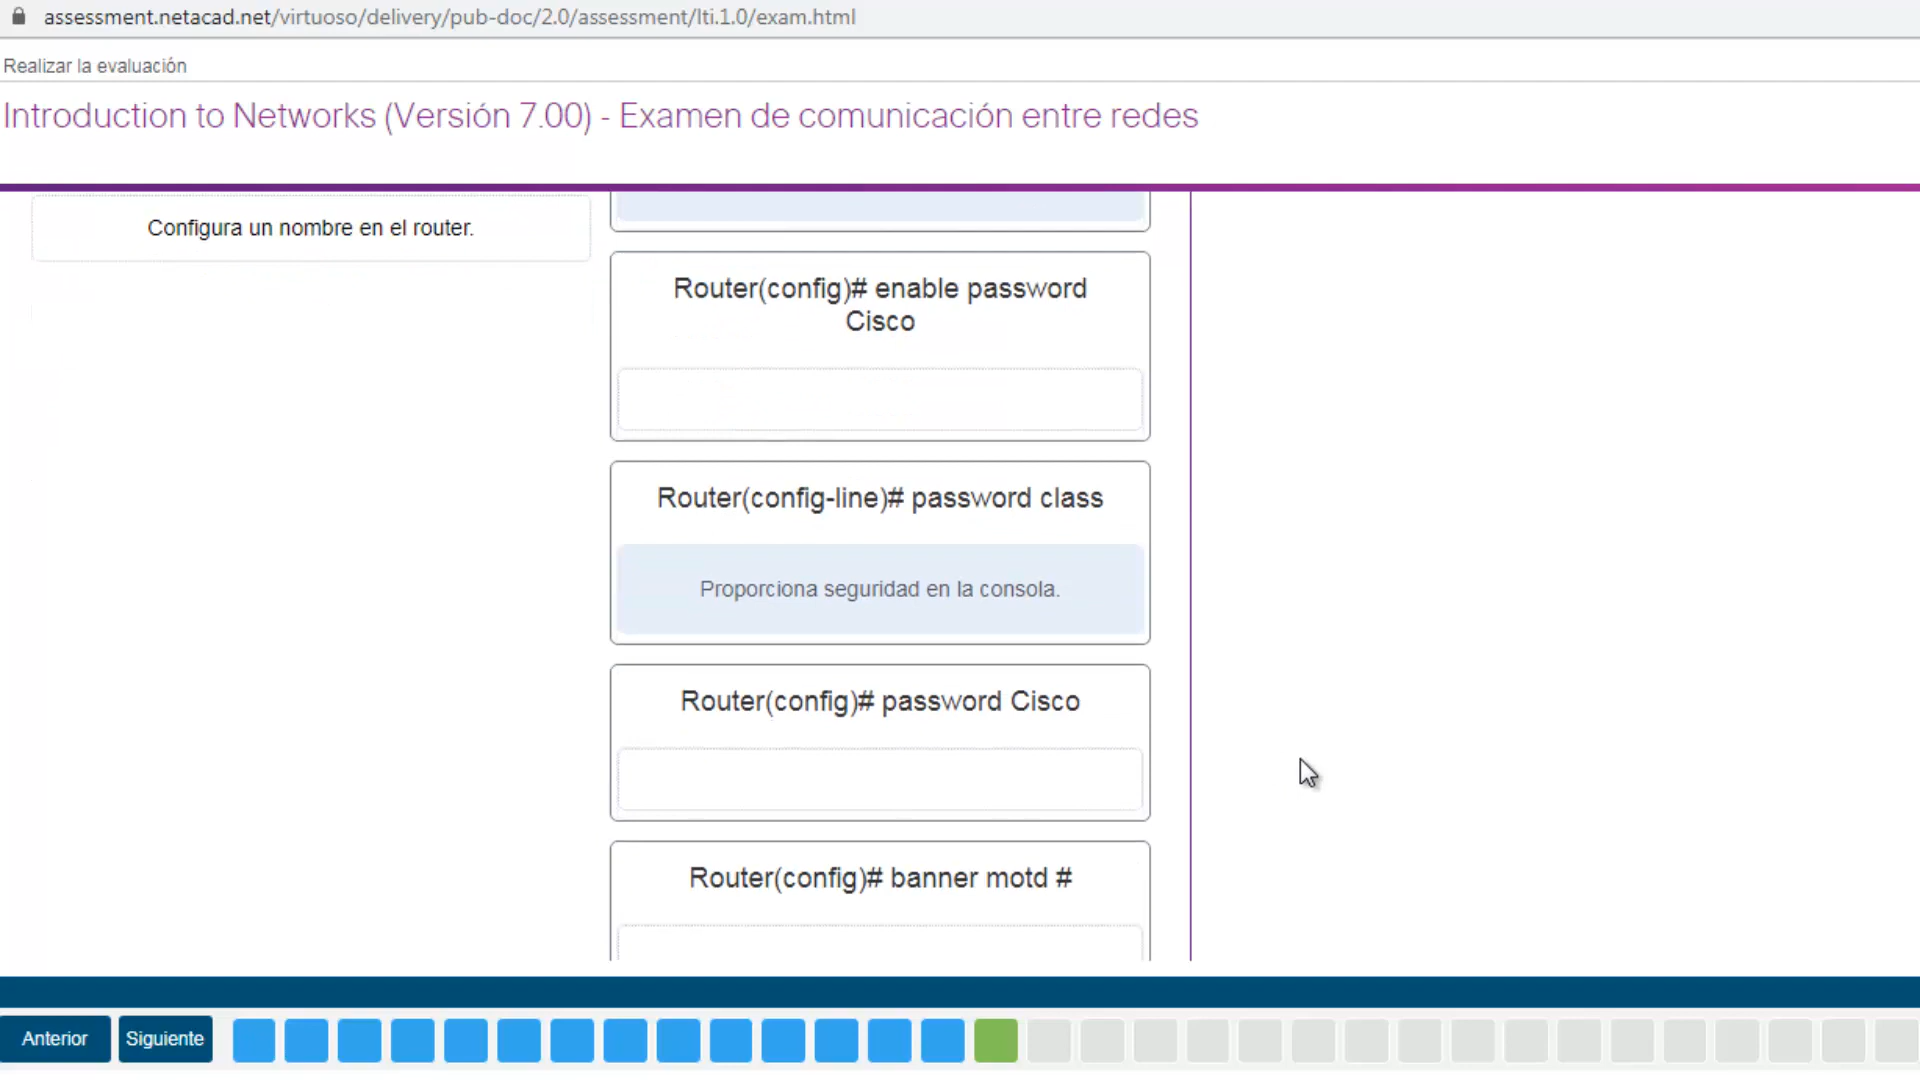 assessment.netacad.net/virtuoso/delivery/pub-doc/2.0/assessment/lti.1.0/exam.html
Realizar la evaluación
Introduction to Networks (Versión 7.00) - Examen de comunicación entre redes
Configura un nombre en el router.
Router(config)# enable password
Cisco
Router(config-line)# password class
Proporciona seguridad en la consola.
Router(config)# password Cisco
Router(config)# banner motd #
Anterior
Siguiente